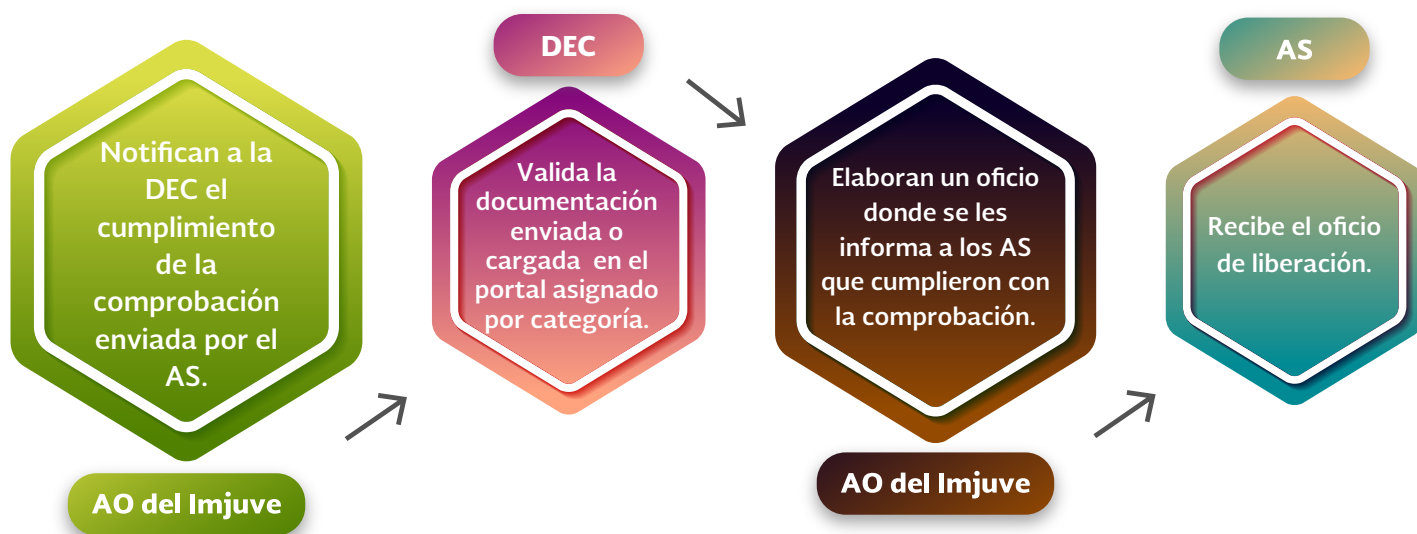 Notifican a la
DEC el
cumplimiento
de la
comprobación
enviada por el
AS.
AO del Imjuve
DEC
Valida la
documentación
enviada o
cargada en el
portal asignado
por categoría.
Elaboran un oficio
donde se les
informa a los AS
que cumplieron con
la comprobación.
AO del Imjuve
AS
Recibe el oficio
de liberación.